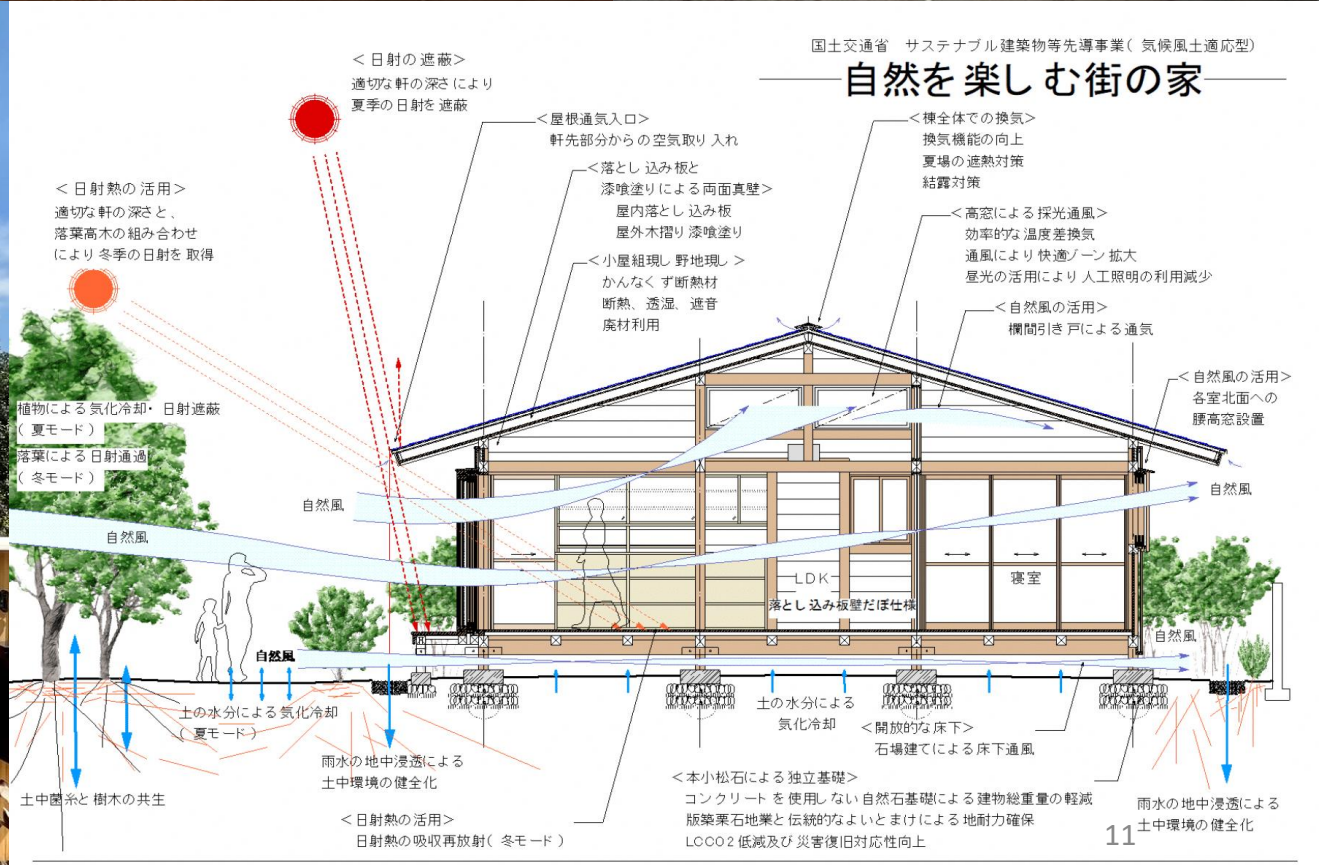 国土交通省 サステナブル建築物等先導事業(気候風土適応型)
自然を楽しむ街の家
＜日射の遮蔽＞
適切な軒の深さにより
夏季の日射を遮蔽
＜屋根通気入口＞
軒先部分からの空気取り入れ
＜棟全体での換気＞
換気機能の向上
夏場の遮熱対策
結露対策
＜落とし込み板と
漆喰塗りによる両面真壁＞
屋内落とし込み板
屋外木摺り漆喰塗り
＜日射熱の活用＞
適切な軒の深さと、
落葉高木の組み合わせ
により冬季の日射を取得
＜高窓による採光通風＞
効率的な温度差換気
通風により快適ゾーン拡大
昼光の活用により人工照明の利用減少
＜小屋組現し野地現し＞
かんなくず断熱材
断熱、透湿、遮音
廃材利用
＜自然風の活用＞
欄間引き戸による通気
＜自然風の活用＞
各室北面への
腰高窓設置
植物による気化冷却・日射遮蔽
(夏モード)
落葉による日射通過
(冬モード)
自然風
自然風
自然風
LDK
寝室
落とし込み板壁だぼ仕様
自然風
自然風
土の水分による気化冷却
(夏モード)
土の水分による
気化冷却
＜開放的な床下＞
石場建てによる床下通風
雨水の地中浸透による
土中環境の健全化
土中菌糸と樹木の共生
＜日射熱の活用＞
日射熱の吸収再放射(冬モード)
＜本小松石による独立基礎＞
コンクリートを使用しない自然石基礎による建物総重量の軽減
版築栗石地業と伝統的なよいとまけによる地耐力確保
LCCO2低減及び災害復旧対応性向上
雨水の地中浸透による
土中環境の健全化
11